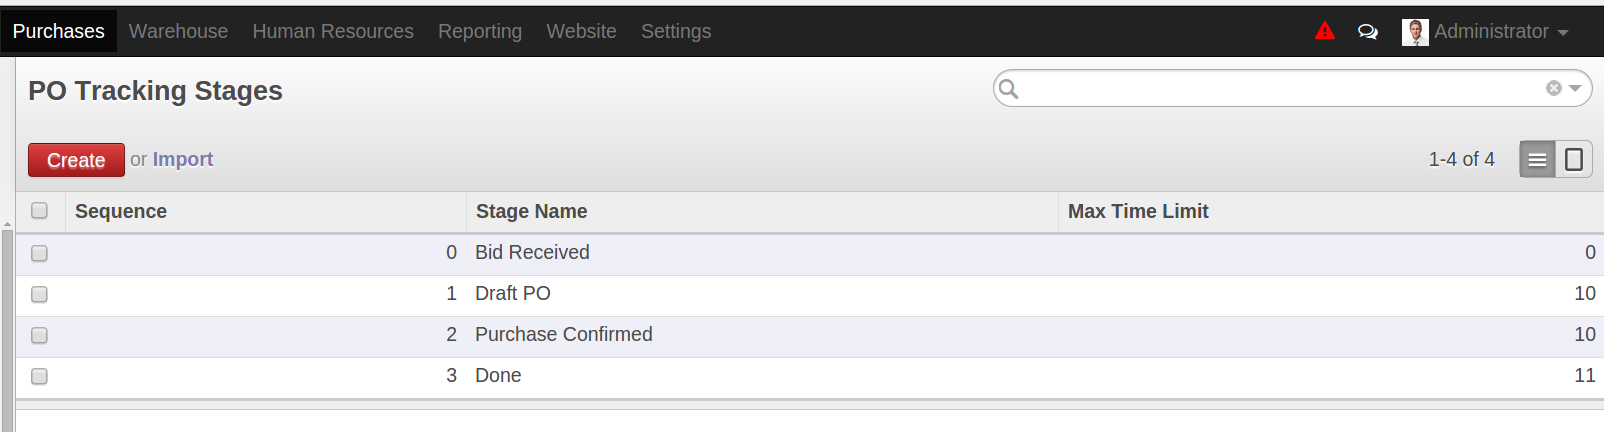 Purchases Warehouse Human Resources Reporting Website Settings Administrator
PO Tracking Stages
Create or Import 1-4 of 4
Sequence Stage Name Max Time Limit
0 Bid Received 0
1 Draft PO 10
2 Purchase Confirmed 10
3 Done 11